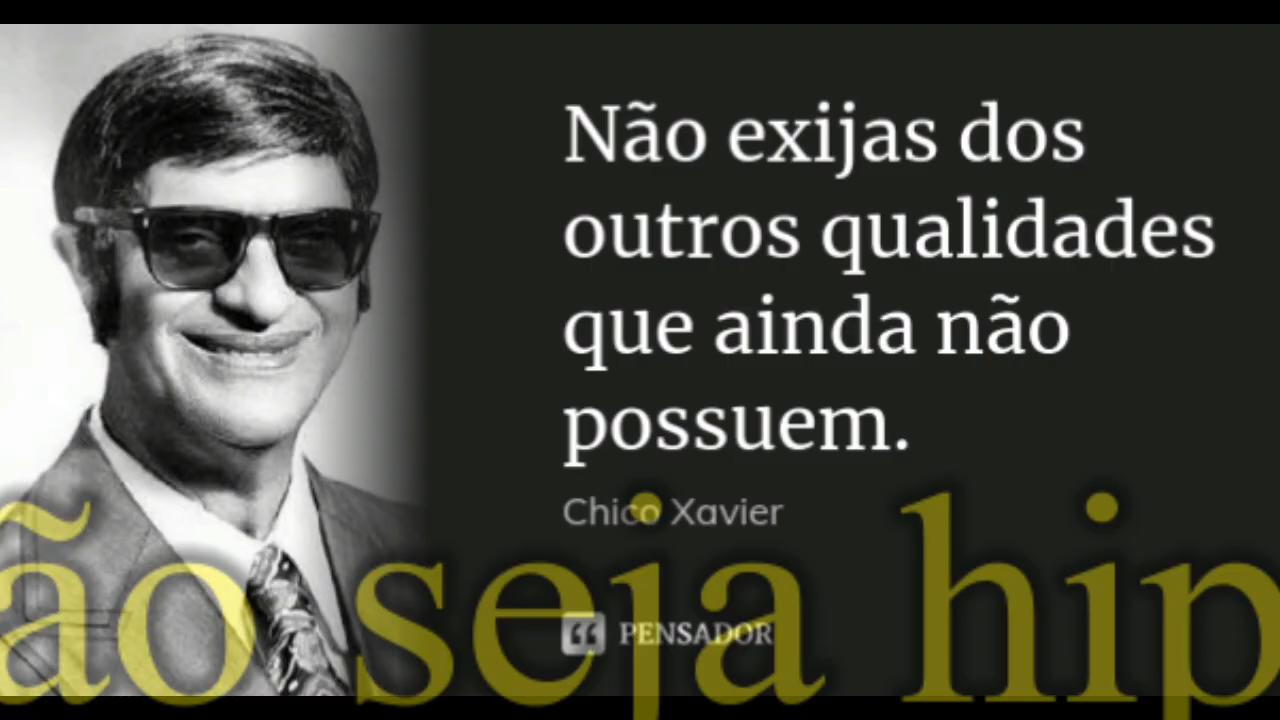 Não exijas dos
outros qualidades
que ainda não
possuem.
Chico Xavier
PENSADOR
ão seja hip